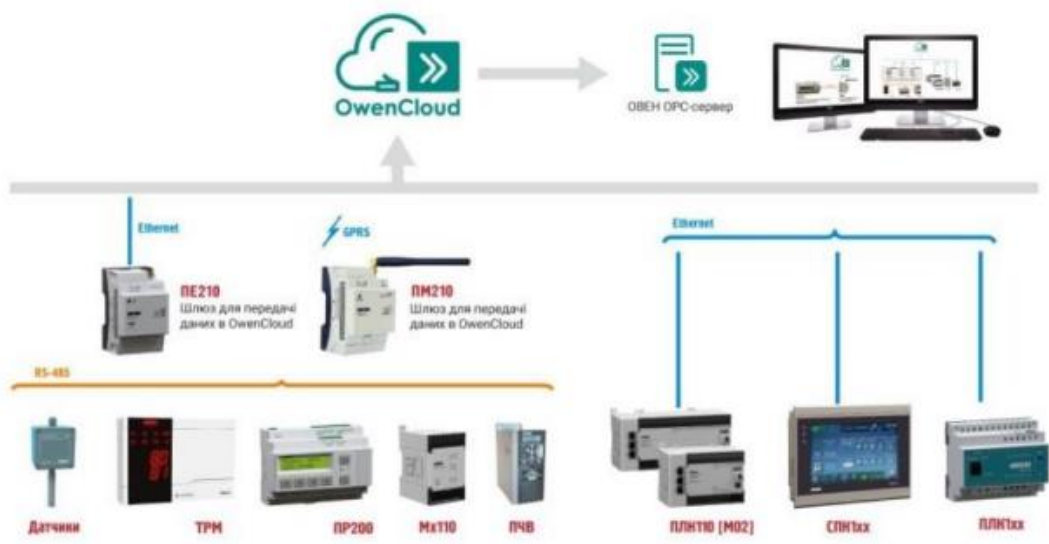 OwenCloud
ОВЕН OPC-сервер
Ethernet
GPRS
Ethernet
ПЕ210
Шлюз для передачі
даних в OwenCloud
ПМ210
Шлюз для передачі
даних в OwenCloud
RS-485
Датчики
ТРМ
ПР200
Мх110
ПЧВ
ПЛК110 [М02]
СПК1хх
ПЛК1хх